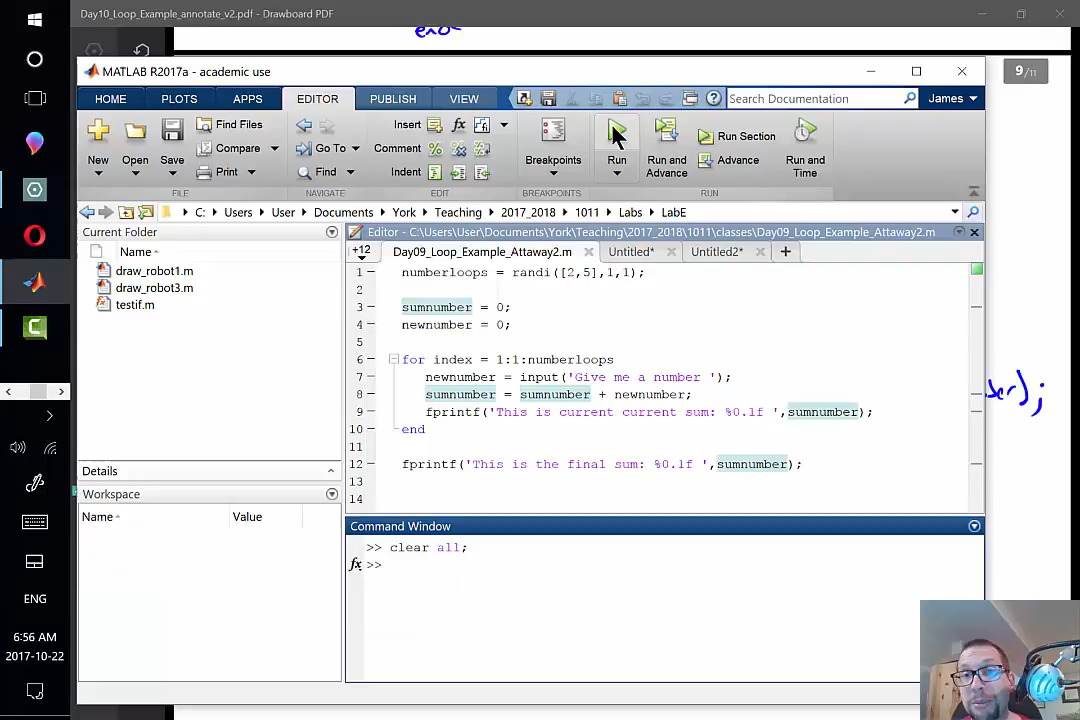 Day10_Loop_Example_annotate_v2.pdf - Drawboard PDF
end
9/11
MATLAB R2017a - academic use
HOME PLOTS APPS EDITOR PUBLISH VIEW Search Documentation James
New Open Save Find Files Compare Print FILE
Go To Find NAVIGATE
Insert Comment Indent EDIT
Breakpoints BREAKPOINTS
Run Run and Advance Run Section Advance Run and Time RUN
C: Users User Documents York Teaching 2017_2018 1011 Labs LabE
Current Folder
Name
draw_robot1.m
draw_robot3.m
testif.m
Details
Workspace
Name Value
Editor - C:\Users\User\Documents\York\Teaching\2017_2018\1011\classes\Day09_Loop_Example_Attaway2.m
+12 Day09_Loop_Example_Attaway2.m Untitled* Untitled2*
1 numberloops = randi([2,5],1,1);
2
3 sumnumber = 0;
4 newnumber = 0;
5
6 for index = 1:1:numberloops
7 newnumber = input('Give me a number ');
8 sumnumber = sumnumber + newnumber;
9 fprintf('This is current current sum: %0.1f ',sumnumber);
10 end
11
12 fprintf('This is the final sum: %0.1f ',sumnumber);
13
14
Command Window
>> clear all;
fx >>
ENG
6:56 AM
2017-10-22